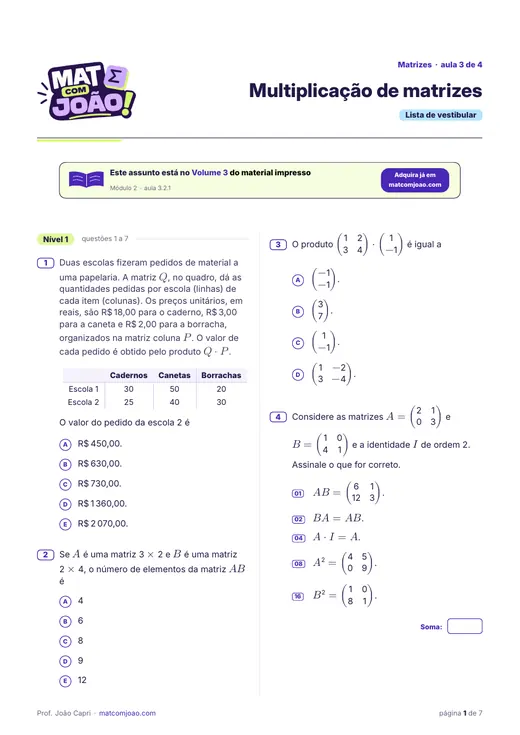 MAT Σ
COM
JOÃO!
Matrizes · aula 3 de 4
Multiplicação de matrizes
Lista de vestibular
Este assunto está no Volume 3 do material impresso
Módulo 2 · aula 3.2.1
Adquira já em
matcomjoao.com
Nível 1 questões 1 a 7
1 Duas escolas fizeram pedidos de material a
uma papelaria. A matriz Q, no quadro, dá as
quantidades pedidas por escola (linhas) de
cada item (colunas). Os preços unitários, em
reais, são R$ 18,00 para o caderno, R$ 3,00
para a caneta e R$ 2,00 para a borracha,
organizados na matriz coluna P. O valor de
cada pedido é obtido pelo produto Q · P.
Cadernos Canetas Borrachas
Escola 1 30 50 20
Escola 2 25 40 30
O valor do pedido da escola 2 é
A R$ 450,00.
B R$ 630,00.
C R$ 730,00.
D R$ 1 360,00.
E R$ 2 070,00.
2 Se A é uma matriz 3 × 2 e B é uma matriz
2 × 4, o número de elementos da matriz AB
é
A 4
B 6
C 8
D 9
E 12
3 O produto (1 2 / 3 4) · (1 / −1) é igual a
A (−1 / −1).
B (3 / 7).
C (1 / −1).
D (1 −2 / 3 −4).
4 Considere as matrizes A = (2 1 / 0 3) e
B = (1 0 / 4 1) e a identidade I de ordem 2.
Assinale o que for correto.
01 AB = (6 1 / 12 3).
02 BA = AB.
04 A · I = A.
08 A² = (4 5 / 0 9).
16 B² = (1 0 / 8 1).
Soma:
Prof. João Capri · matcomjoao.com
página 1 de 7